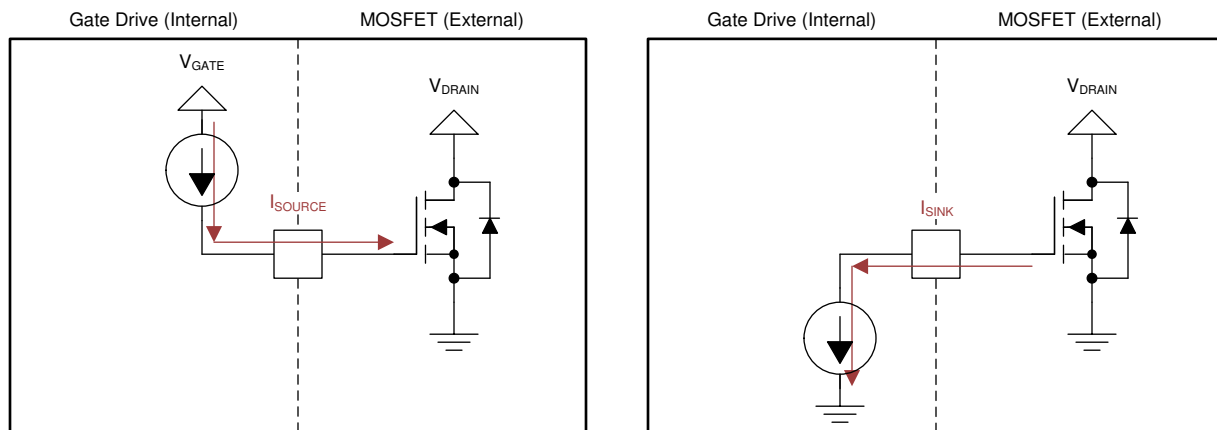 Gate Drive (Internal) MOSFET (External)
VGATE
VDRAIN
ISOURCE
Gate Drive (Internal) MOSFET (External)
VDRAIN
ISINK